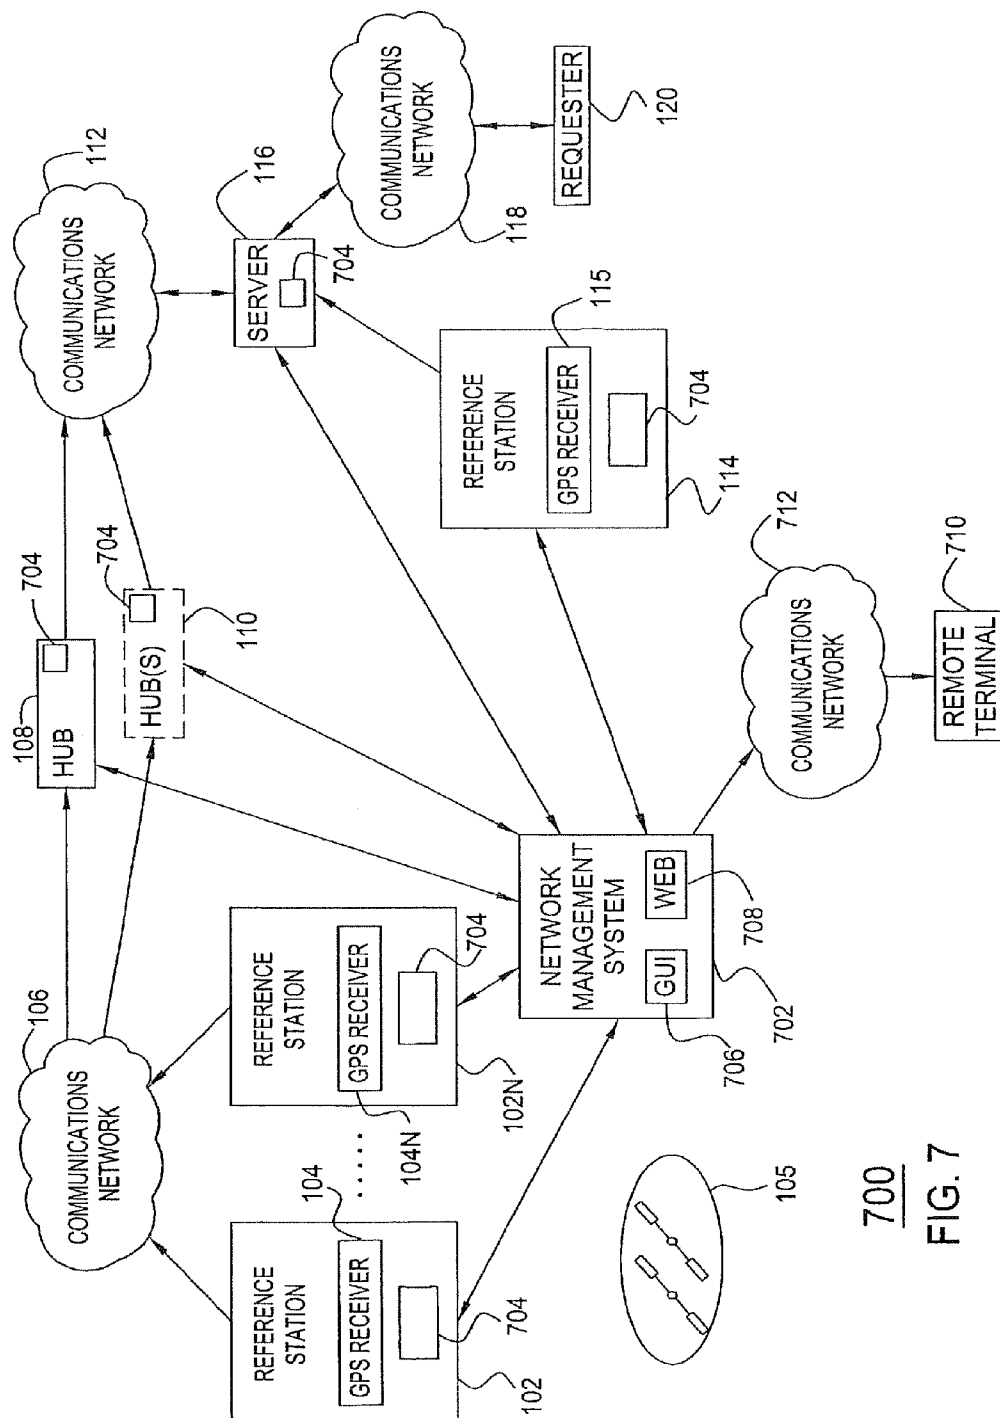 COMMUNICATIONS
NETWORK
106
108
HUB
704
HUB(S)
704
110
COMMUNICATIONS
NETWORK
112
REFERENCE
STATION
GPS RECEIVER
104
704
102
.....
REFERENCE
STATION
GPS RECEIVER
104N
704
102N
SERVER
704
116
COMMUNICATIONS
NETWORK
118
REQUESTER
120
REFERENCE
STATION
GPS RECEIVER
115
704
114
NETWORK
MANAGEMENT
SYSTEM
GUI
WEB
706
708
702
COMMUNICATIONS
NETWORK
712
REMOTE
TERMINAL
710
105
700
FIG. 7